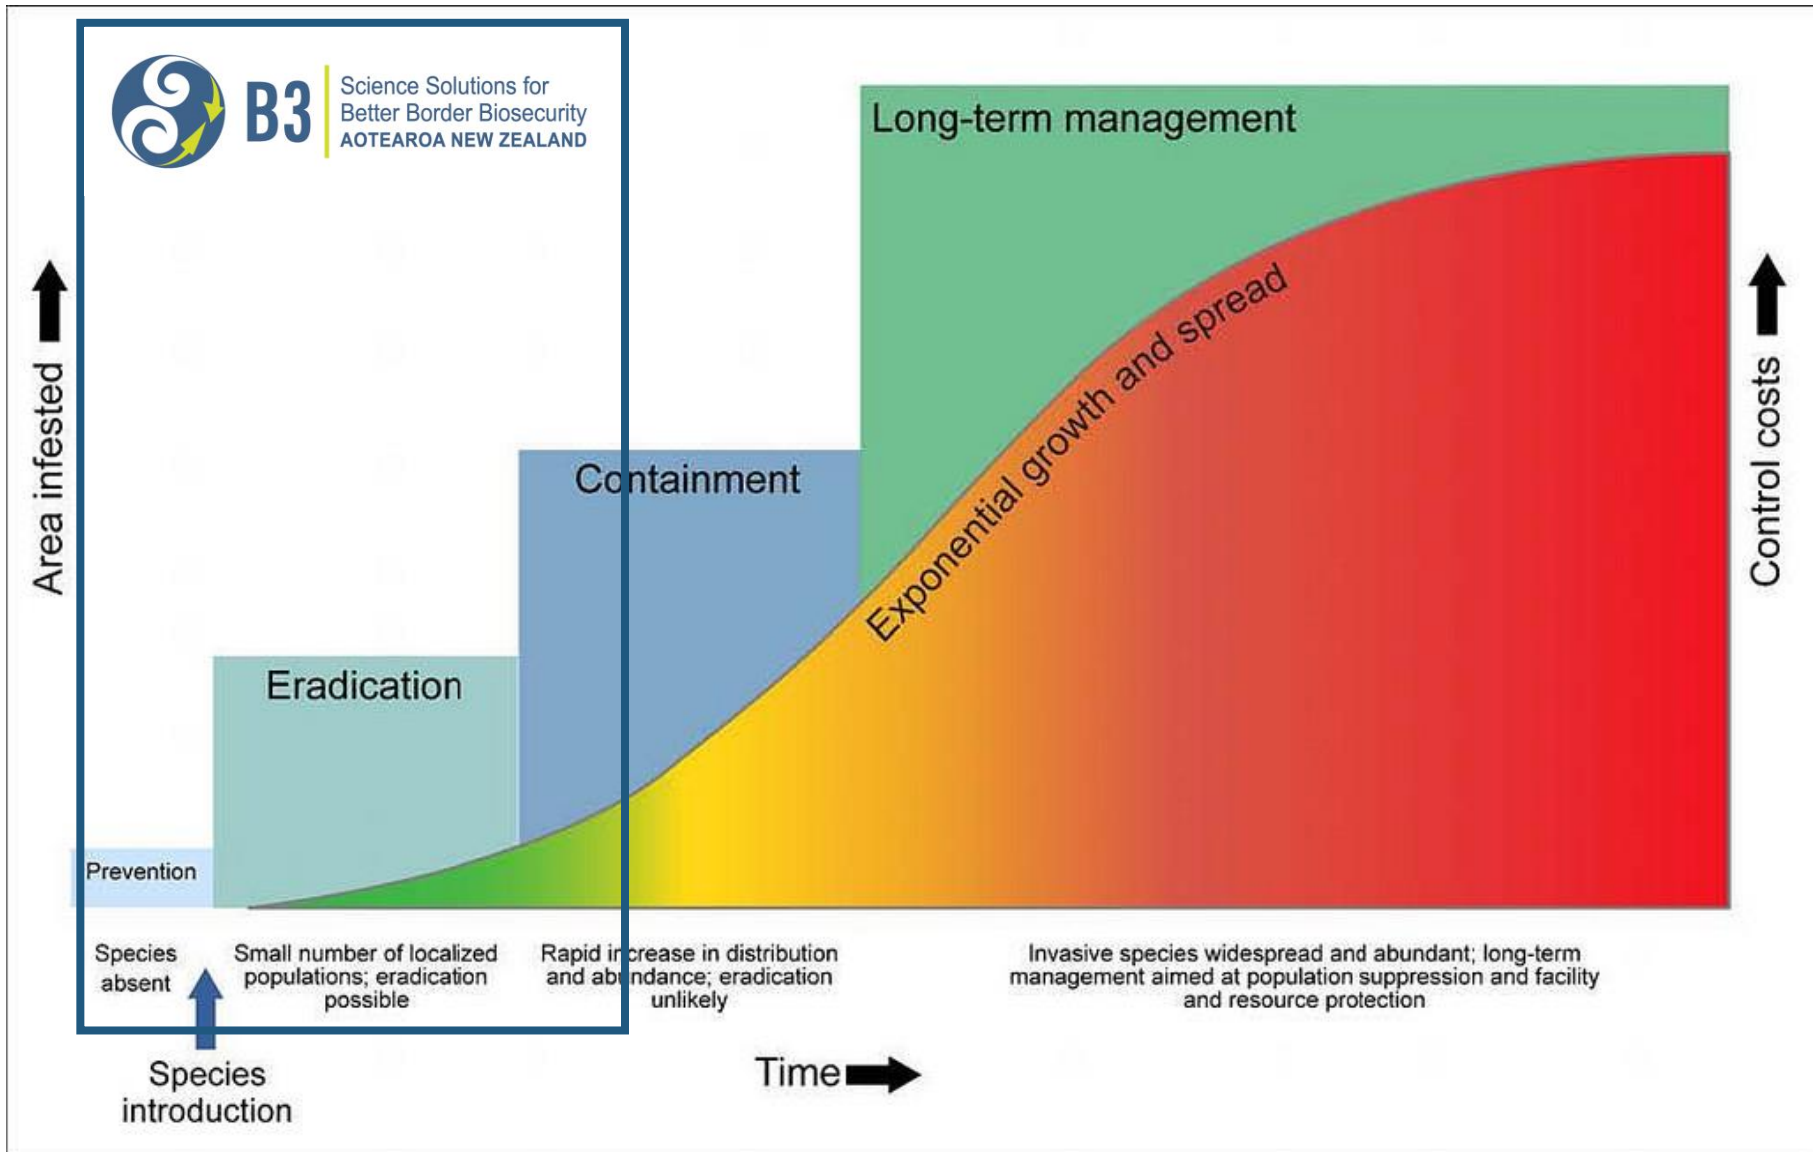 B3
Science Solutions for
Better Border Biosecurity
AOTEAROA NEW ZEALAND
Long-term management
Area infested
Control costs
Exponential growth and spread
Containment
Eradication
Prevention
Species
absent
Small number of localized
populations; eradication
possible
Rapid increase in distribution
and abundance; eradication
unlikely
Invasive species widespread and abundant; long-term
management aimed at population suppression and facility
and resource protection
Species
introduction
Time